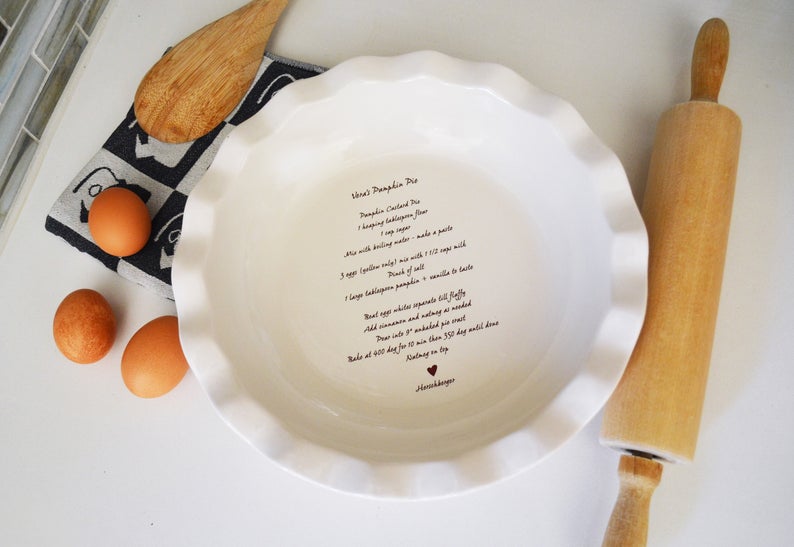 Vera's Pumpkin Pie
Pumpkin Custard Pie
1 heaping tablespoon flour
1 cup sugar
Mix with boiling water - make a paste
3 eggs (yellow only) mix with 1 1/2 cups milk
Pinch of salt
1 large tablespoon pumpkin + vanilla to taste
Beat eggs whites separate till fluffy
Add cinnamon and nutmeg as needed
Pour into 9" unbaked pie crust
Bake at 400 deg for 10 min then 350 deg until done
Nutmeg on top
Hershberger